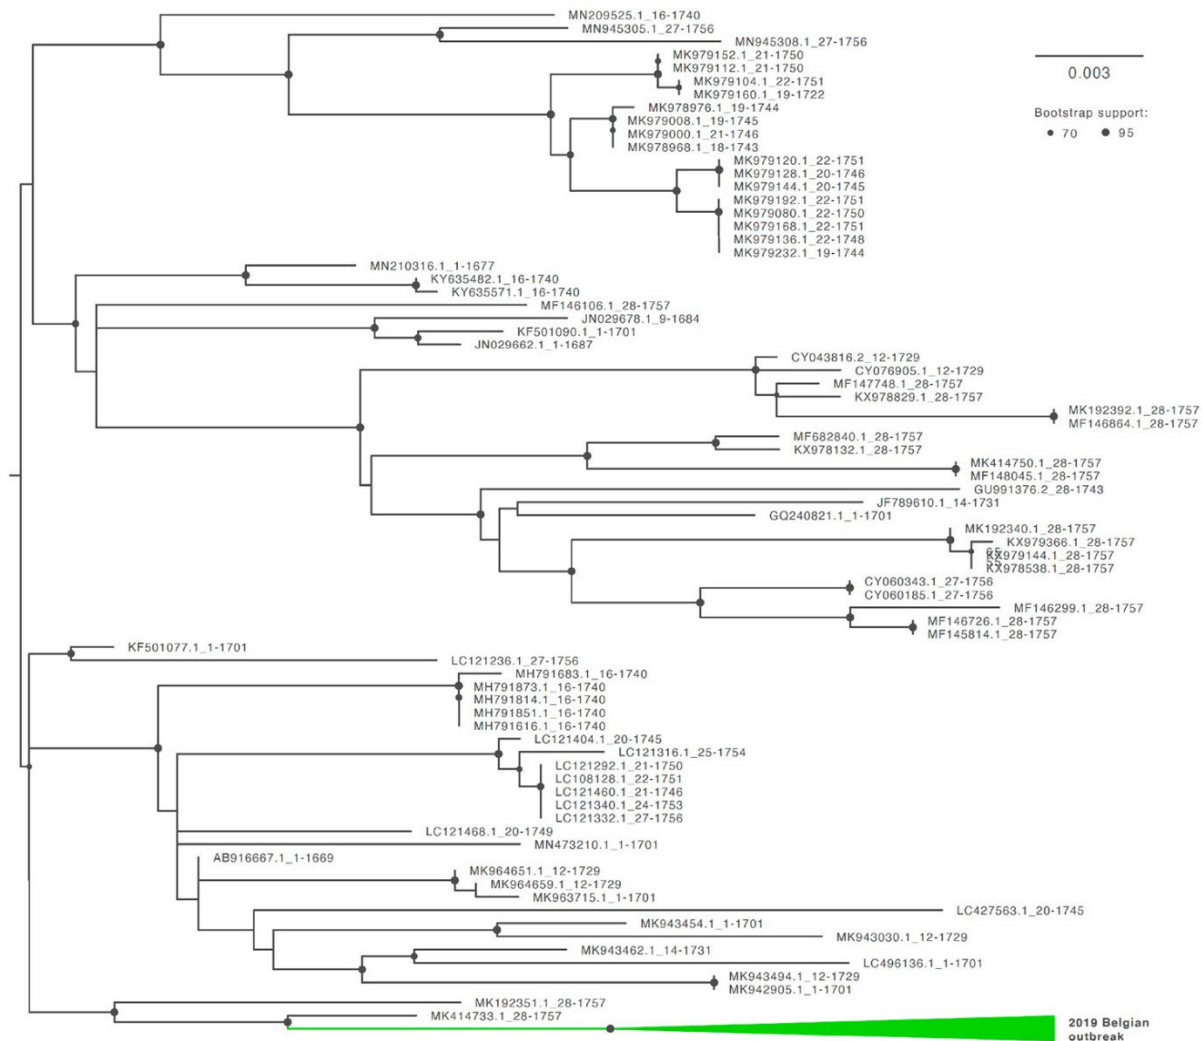 MN209525.1_16-1740
MN945305.1_27-1756
MN945308.1_27-1756
MK979152.1_21-1750
MK979112.1_21-1750
MK979104.1_22-1751
MK979160.1_19-1722
MK978976.1_19-1744
MK979008.1_19-1745
MK979000.1_21-1746
MK978968.1_18-1743
MK979120.1_22-1751
MK979128.1_20-1746
MK979144.1_20-1745
MK979192.1_22-1751
MK979080.1_22-1750
MK979168.1_22-1751
MK979136.1_22-1748
MK979232.1_19-1744
0.003
Bootstrap support:
70 95
MN210316.1_1-1677
KY635482.1_16-1740
KY635571.1_16-1740
MF146106.1_28-1757
JN029678.1_9-1684
KF501090.1_1-1701
JN029662.1_1-1687
CY043816.2_12-1729
CY076905.1_12-1729
MF147748.1_28-1757
KX978829.1_28-1757
MK192392.1_28-1757
MF146864.1_28-1757
MF682840.1_28-1757
KX978132.1_28-1757
MK414750.1_28-1757
MF148045.1_28-1757
GU991376.2_28-1743
JF789610.1_14-1731
GQ240821.1_1-1701
MK192340.1_28-1757
KX979366.1_28-1757
KX979144.1_28-1757
KX978538.1_28-1757
CY060343.1_27-1756
CY060185.1_27-1756
MF146299.1_28-1757
MF146726.1_28-1757
MF145814.1_28-1757
KF501077.1_1-1701
LC121236.1_27-1756
MH791683.1_16-1740
MH791873.1_16-1740
MH791814.1_16-1740
MH791851.1_16-1740
MH791616.1_16-1740
LC121404.1_20-1745
LC121316.1_25-1754
LC121292.1_21-1750
LC108128.1_22-1751
LC121460.1_21-1746
LC121340.1_24-1753
LC121332.1_27-1756
LC121468.1_20-1749
MN473210.1_1-1701
AB916667.1_1-1669
MK964651.1_12-1729
MK964659.1_12-1729
MK963715.1_1-1701
LC427563.1_20-1745
MK943454.1_1-1701
MK943030.1_12-1729
MK943462.1_14-1731
LC496136.1_1-1701
MK943494.1_12-1729
MK942905.1_1-1701
MK192351.1_28-1757
MK414733.1_28-1757
2019 Belgian
outbreak